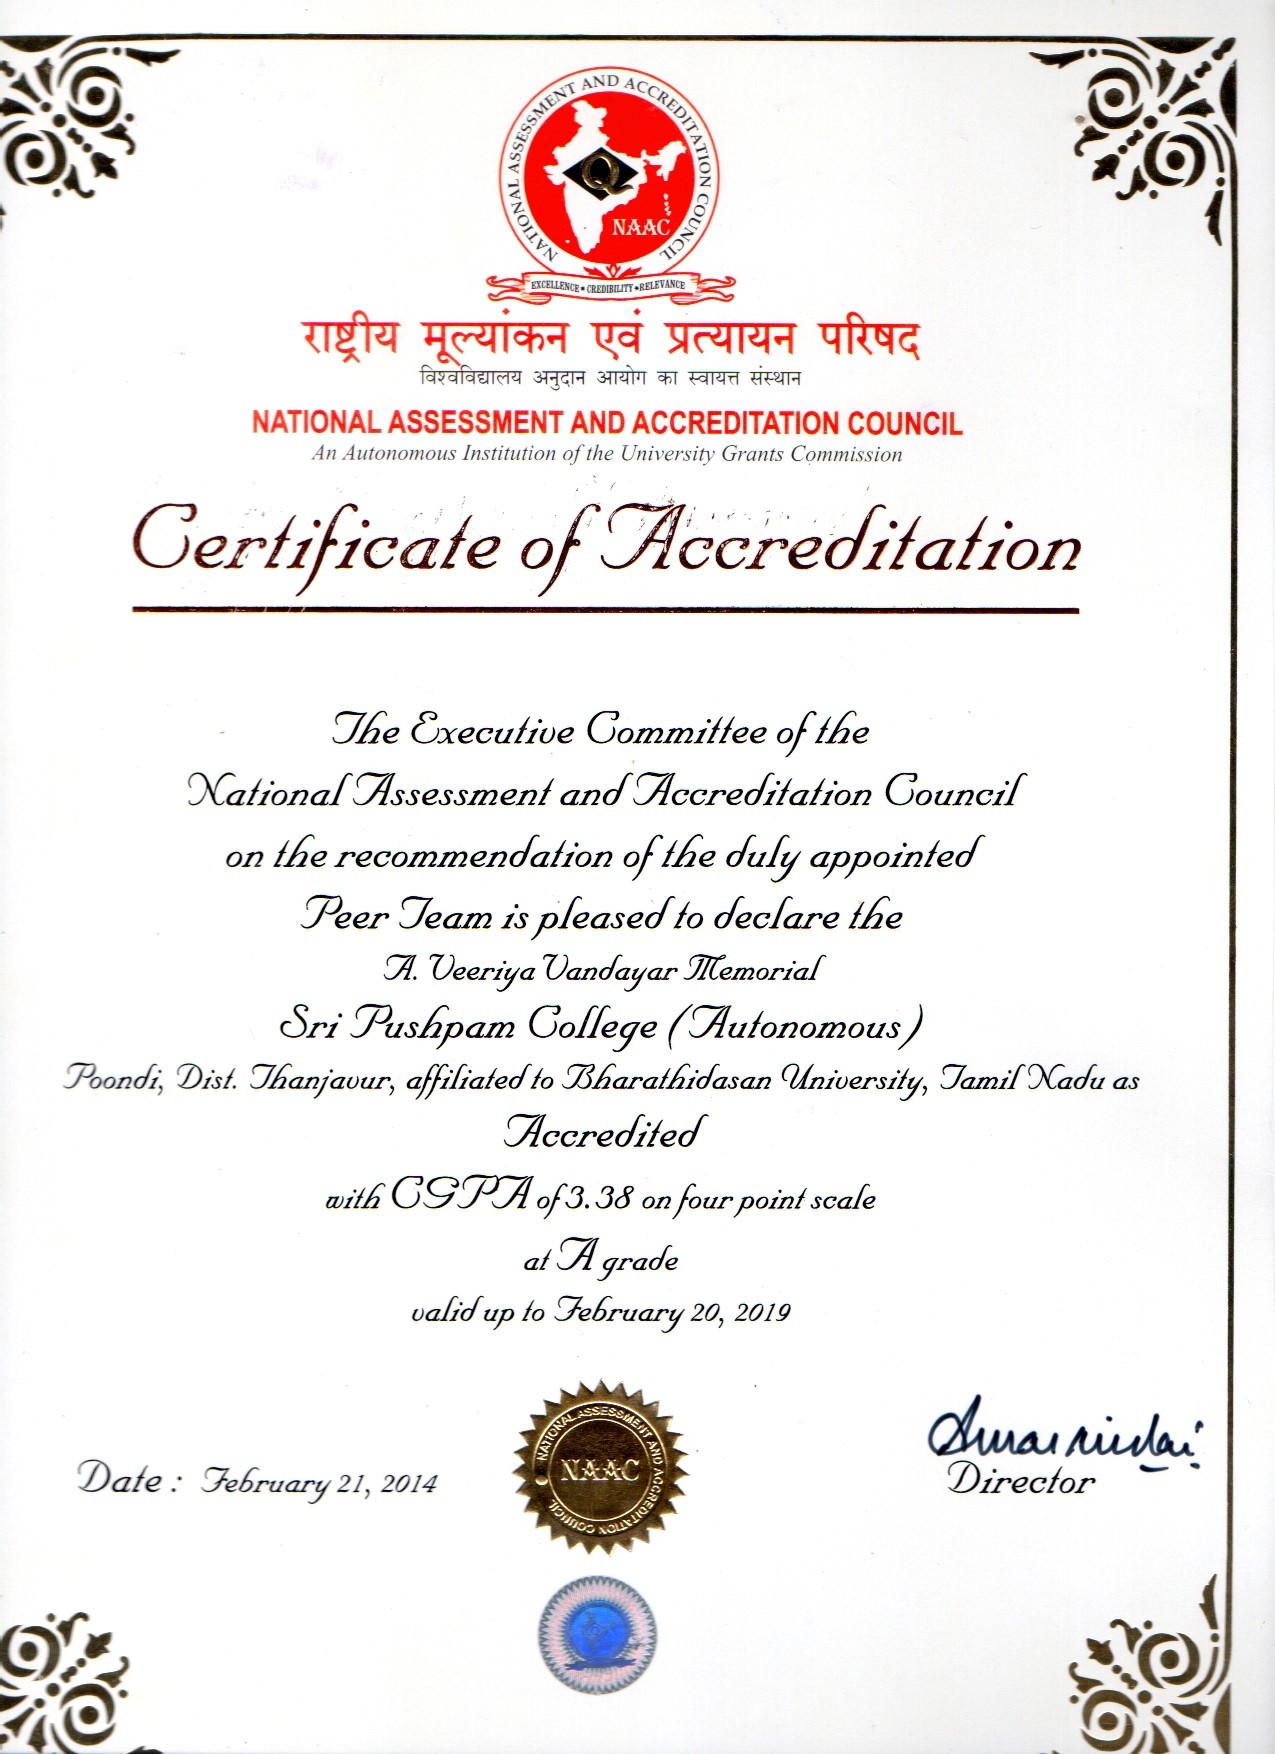 NATIONAL ASSESSMENT AND ACCREDITATION COUNCIL
Q
NAAC
EXCELLENCE • CREDIBILITY • RELEVANCE
राष्ट्रीय मूल्यांकन एवं प्रत्यायन परिषद
विश्वविद्यालय अनुदान आयोग का स्वायत्त संस्थान
NATIONAL ASSESSMENT AND ACCREDITATION COUNCIL
An Autonomous Institution of the University Grants Commission
Certificate of Accreditation
The Executive Committee of the
National Assessment and Accreditation Council
on the recommendation of the duly appointed
Peer Team is pleased to declare the
A. Veeriya Vandayar Memorial
Sri Pushpam College (Autonomous)
Poondi, Dist. Thanjavur, affiliated to Bharathidasan University, Tamil Nadu as
Accredited
with CGPA of 3.38 on four point scale
at A grade
valid up to February 20, 2019
NATIONAL ASSESSMENT AND ACCREDITATION COUNCIL
NAAC
Date : February 21, 2014
Director